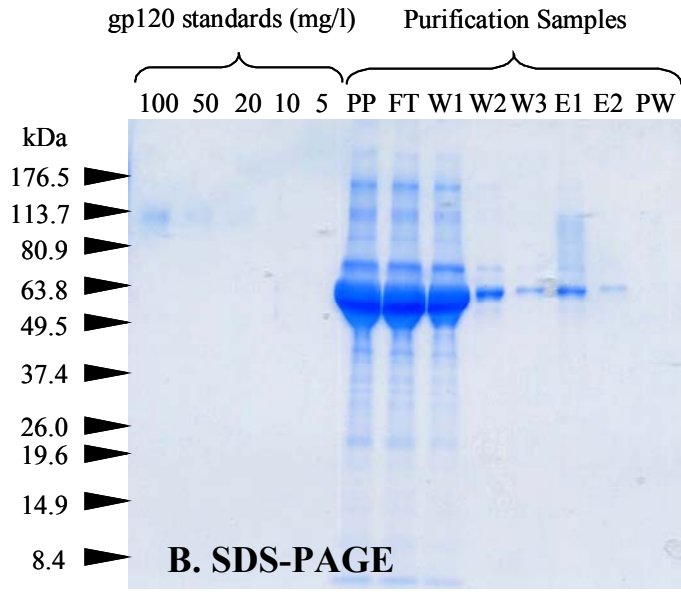 gp120 standards (mg/l) Purification Samples
100 50 20 10 5 PP FT W1 W2 W3 E1 E2 PW
kDa
176.5
113.7
80.9
63.8
49.5
37.4
26.0
19.6
14.9
8.4
B. SDS-PAGE